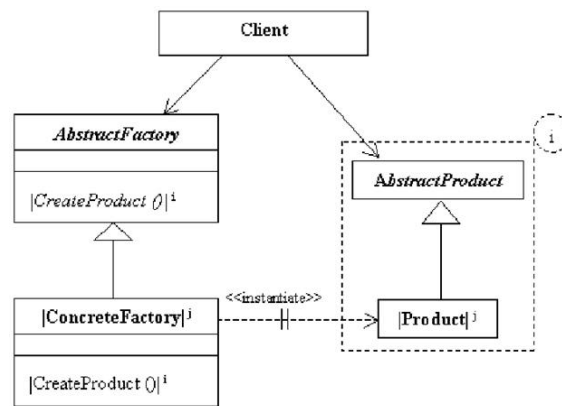 Client
AbstractFactory
|CreateProduct ()|ⁱ
i
AbstractProduct
<<instantiate>>
|ConcreteFactory|ʲ
|Product|ʲ
|CreateProduct ()|ⁱ